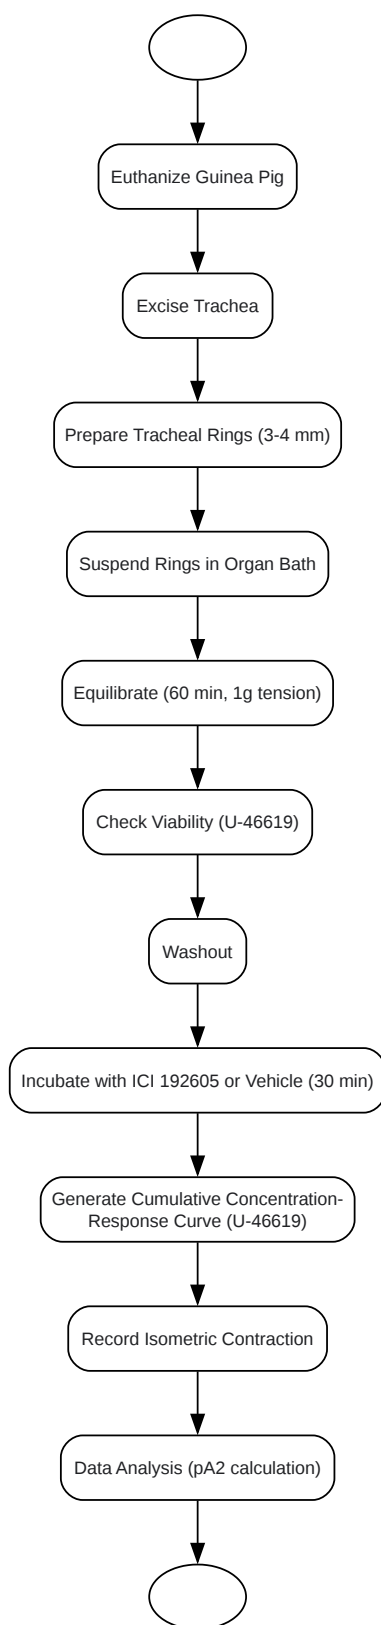 Euthanize Guinea Pig
Excise Trachea
Prepare Tracheal Rings (3-4 mm)
Suspend Rings in Organ Bath
Equilibrate (60 min, 1g tension)
Check Viability (U-46619)
Washout
Incubate with ICI 192605 or Vehicle (30 min)
Generate Cumulative Concentration-
Response Curve (U-46619)
Record Isometric Contraction
Data Analysis (pA2 calculation)